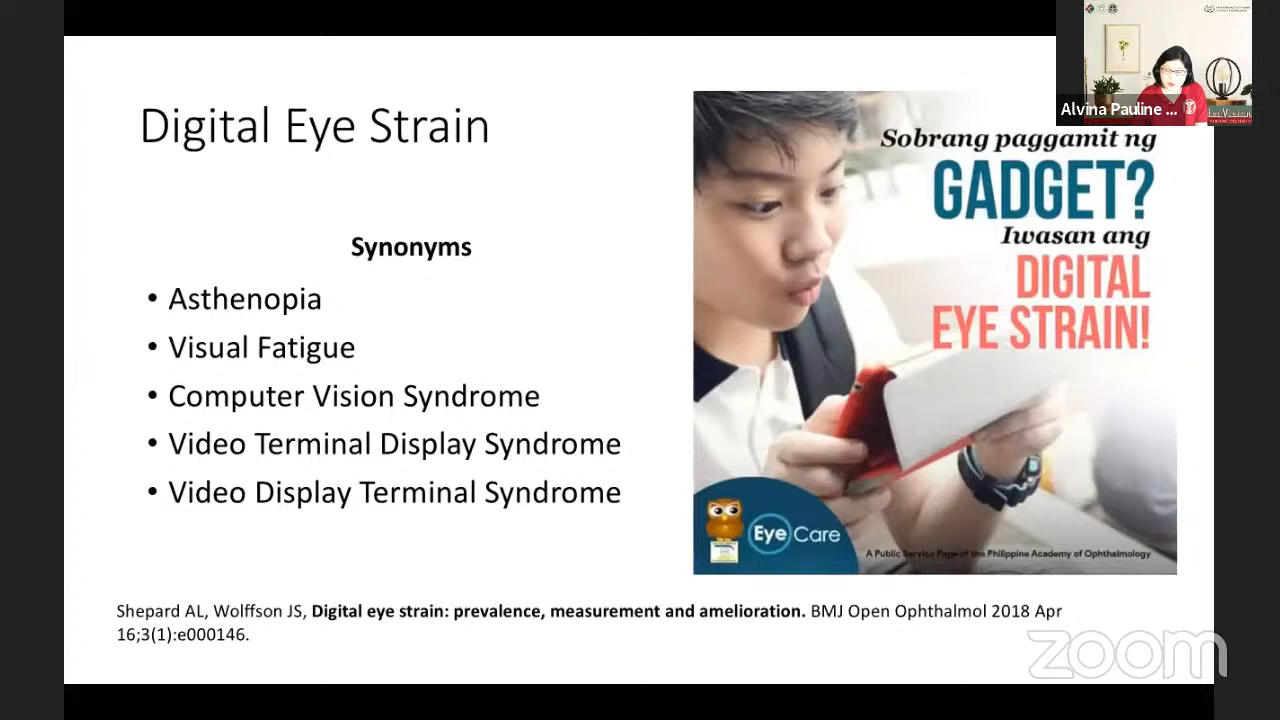 Digital Eye Strain
Synonyms
• Asthenopia
• Visual Fatigue
• Computer Vision Syndrome
• Video Terminal Display Syndrome
• Video Display Terminal Syndrome
Sobrang paggamit ng
GADGET?
Iwasan ang
DIGITAL
EYE STRAIN!
Eye Care
A Public Service Page of the Philippine Academy of Ophthalmology
Shepard AL, Wolffson JS, Digital eye strain: prevalence, measurement and amelioration. BMJ Open Ophthalmol 2018 Apr
16;3(1):e000146.
Alvina Pauline ...
zoom